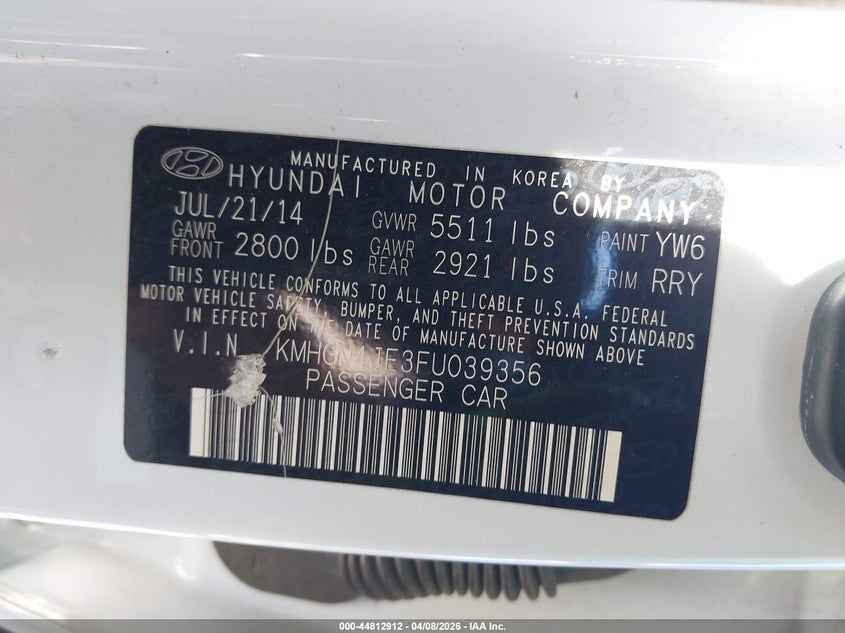 MANUFACTURED IN KOREA BY
HYUNDAI MOTOR COMPANY
JUL/21/14 GVWR 5511 lbs PAINT YW6
GAWR FRONT 2800 lbs GAWR REAR 2921 lbs TRIM RRY
THIS VEHICLE CONFORMS TO ALL APPLICABLE U.S.A. FEDERAL
MOTOR VEHICLE SAFETY, BUMPER, AND THEFT PREVENTION STANDARDS
IN EFFECT ON THE DATE OF MANUFACTURE SHOWN ABOVE
V.I.N KMHGN4JE3FU039356
PASSENGER CAR
000-44812912 04/08/2026 IAA Inc.